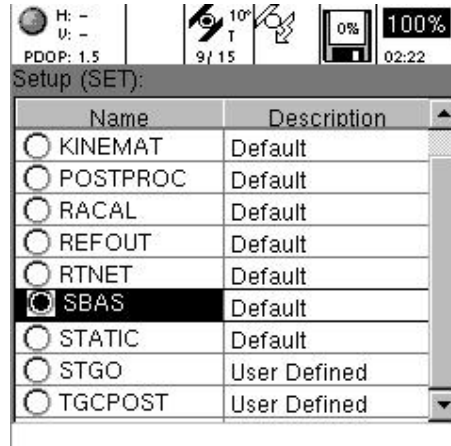 H: -
V: -
PDOP: 1.5
10°
T
9/ 15
0%
100%
02:22
Setup (SET):
Name Description
KINEMAT Default
POSTPROC Default
RACAL Default
REFOUT Default
RTNET Default
SBAS Default
STATIC Default
STGO User Defined
TGCPOST User Defined